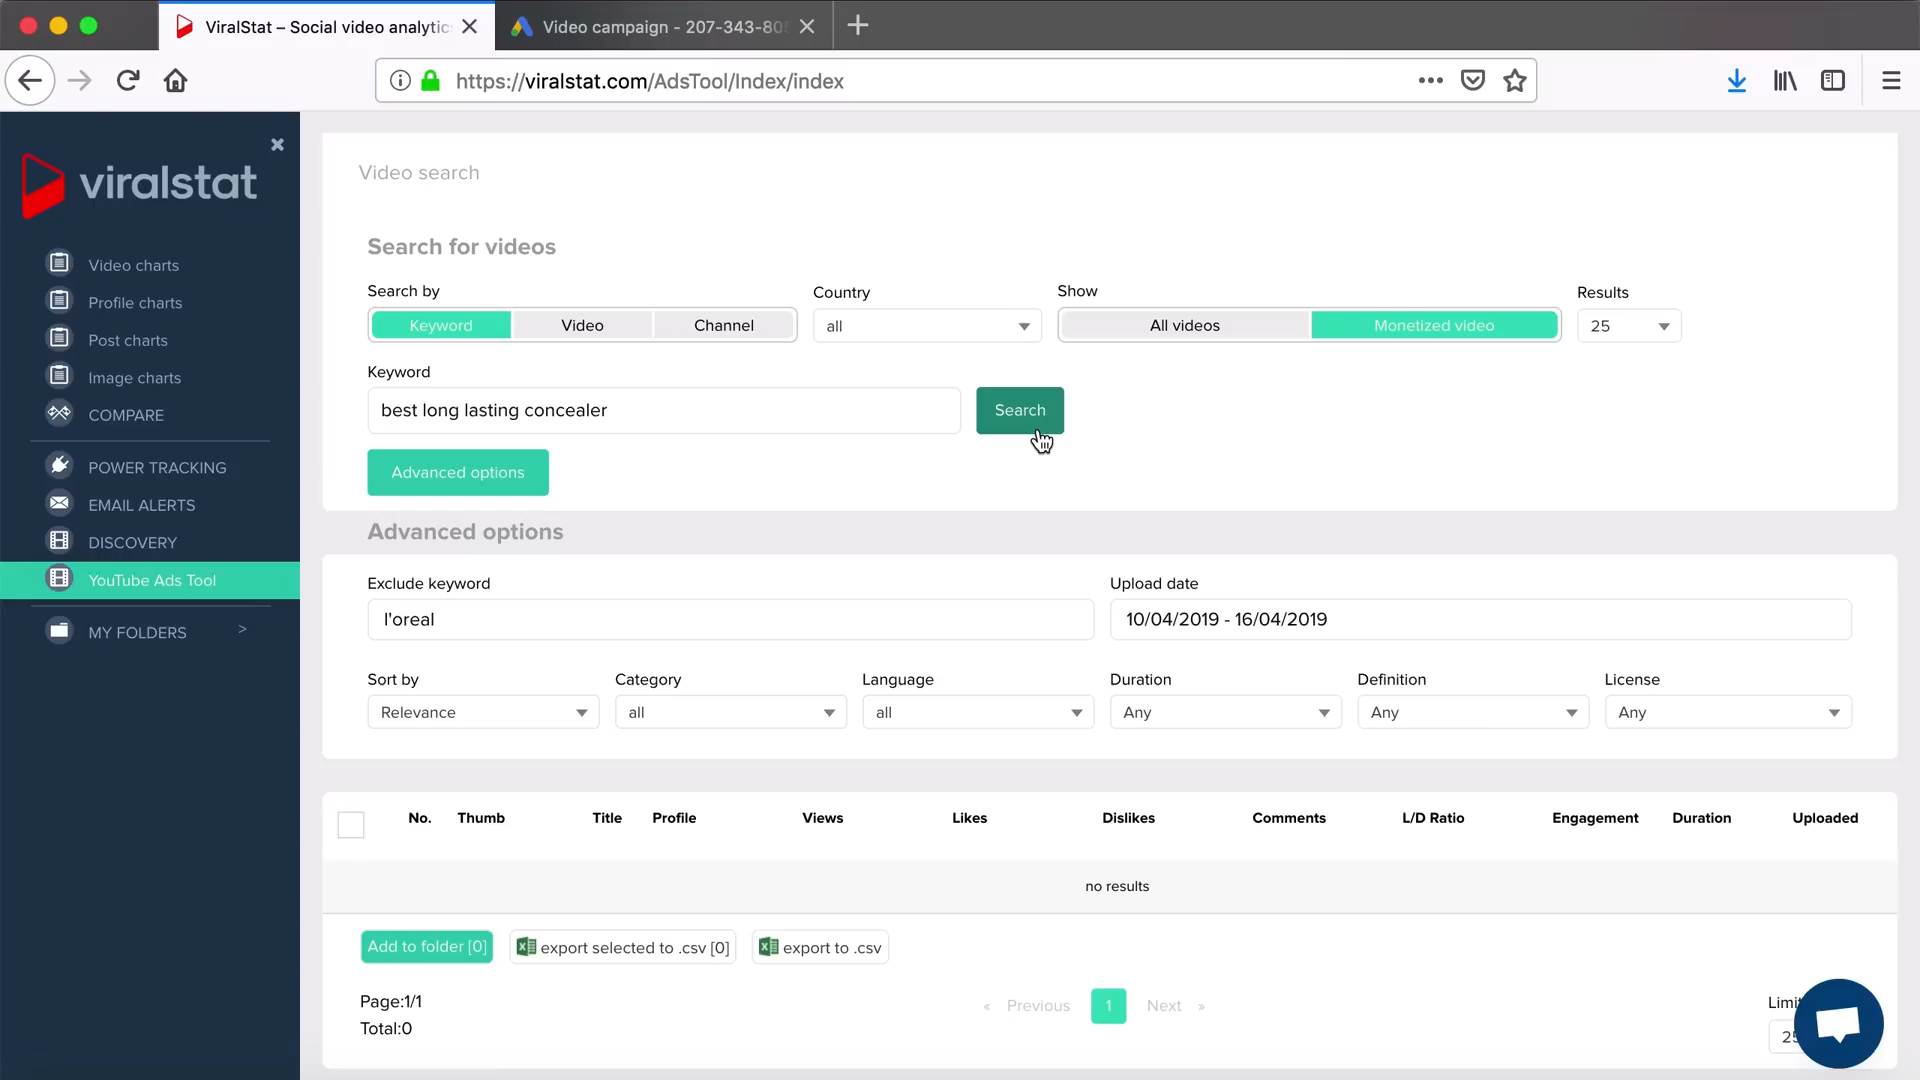 ViralStat – Social video analytic
Video campaign - 207-343-80
https://viralstat.com/AdsTool/Index/index
viralstat
Video charts
Profile charts
Post charts
Image charts
COMPARE
POWER TRACKING
EMAIL ALERTS
DISCOVERY
YouTube Ads Tool
MY FOLDERS >
Video search
Search for videos
Search by
Country
Show
Results
Keyword
Video
Channel
all
All videos
Monetized video
25
Keyword
best long lasting concealer
Search
Advanced options
Advanced options
Exclude keyword
Upload date
l'oreal
10/04/2019 - 16/04/2019
Sort by
Category
Language
Duration
Definition
License
Relevance
all
all
Any
Any
Any
No. Thumb Title Profile Views Likes Dislikes Comments L/D Ratio Engagement Duration Uploaded
no results
Add to folder [0]
export selected to .csv [0]
export to .csv
Page:1/1
« Previous 1 Next »
Total:0
Limit
25